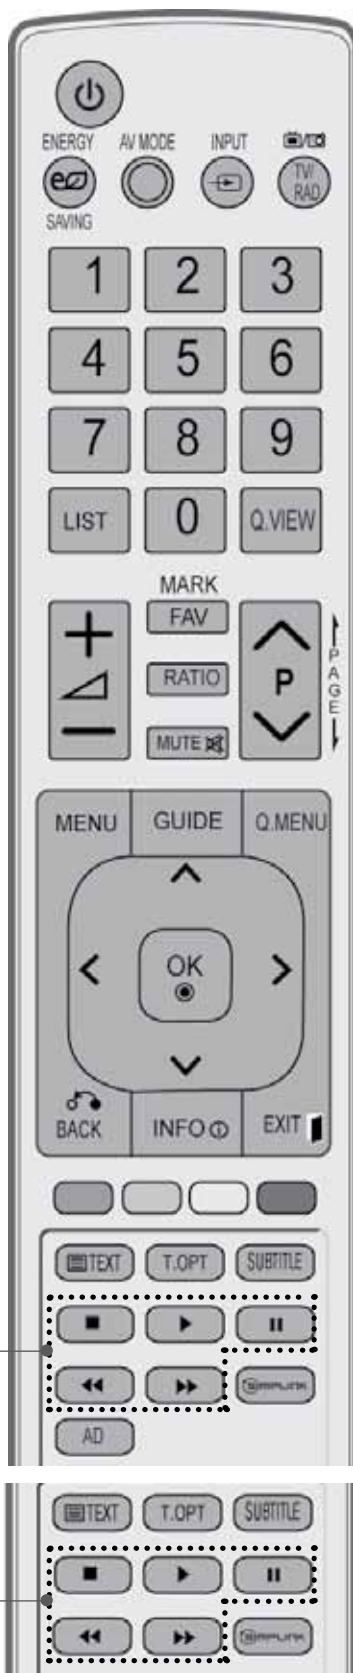 ENERGY AV MODE INPUT
TV/
RAD
SAVING
1 2 3
4 5 6
7 8 9
LIST 0 Q.VIEW
MARK
FAV
RATIO
P
PAGE
MUTE
MENU GUIDE Q.MENU
OK
BACK INFO EXIT
TEXT T.OPT SUBTITLE
SIMPLINK
AD
TEXT T.OPT SUBTITLE
SIMPLINK